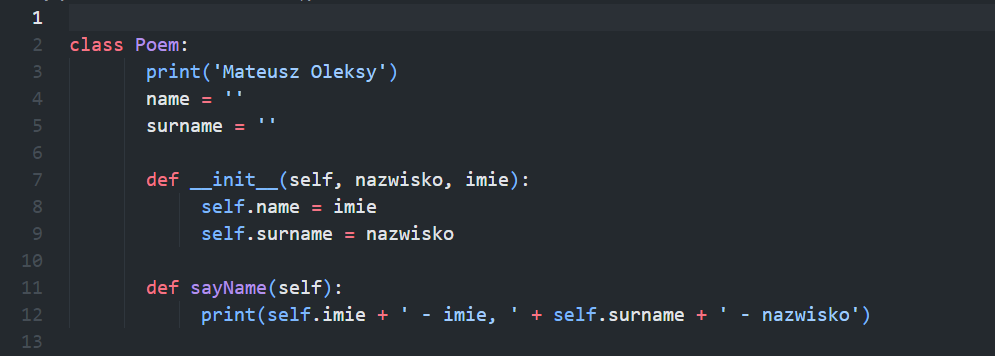 1
2 class Poem:
3 print('Mateusz Oleksy')
4 name = ''
5 surname = ''
6
7 def __init__(self, nazwisko, imie):
8 self.name = imie
9 self.surname = nazwisko
10
11 def sayName(self):
12 print(self.imie + ' - imie, ' + self.surname + ' - nazwisko')
13